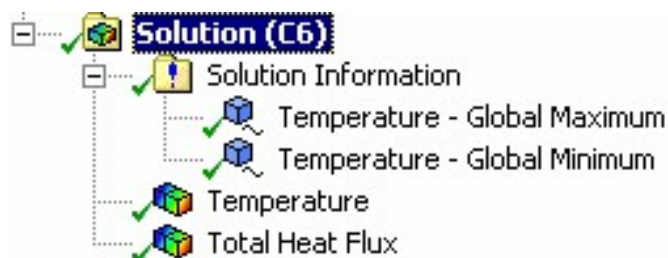 Solution (C6)
Solution Information
Temperature - Global Maximum
Temperature - Global Minimum
Temperature
Total Heat Flux